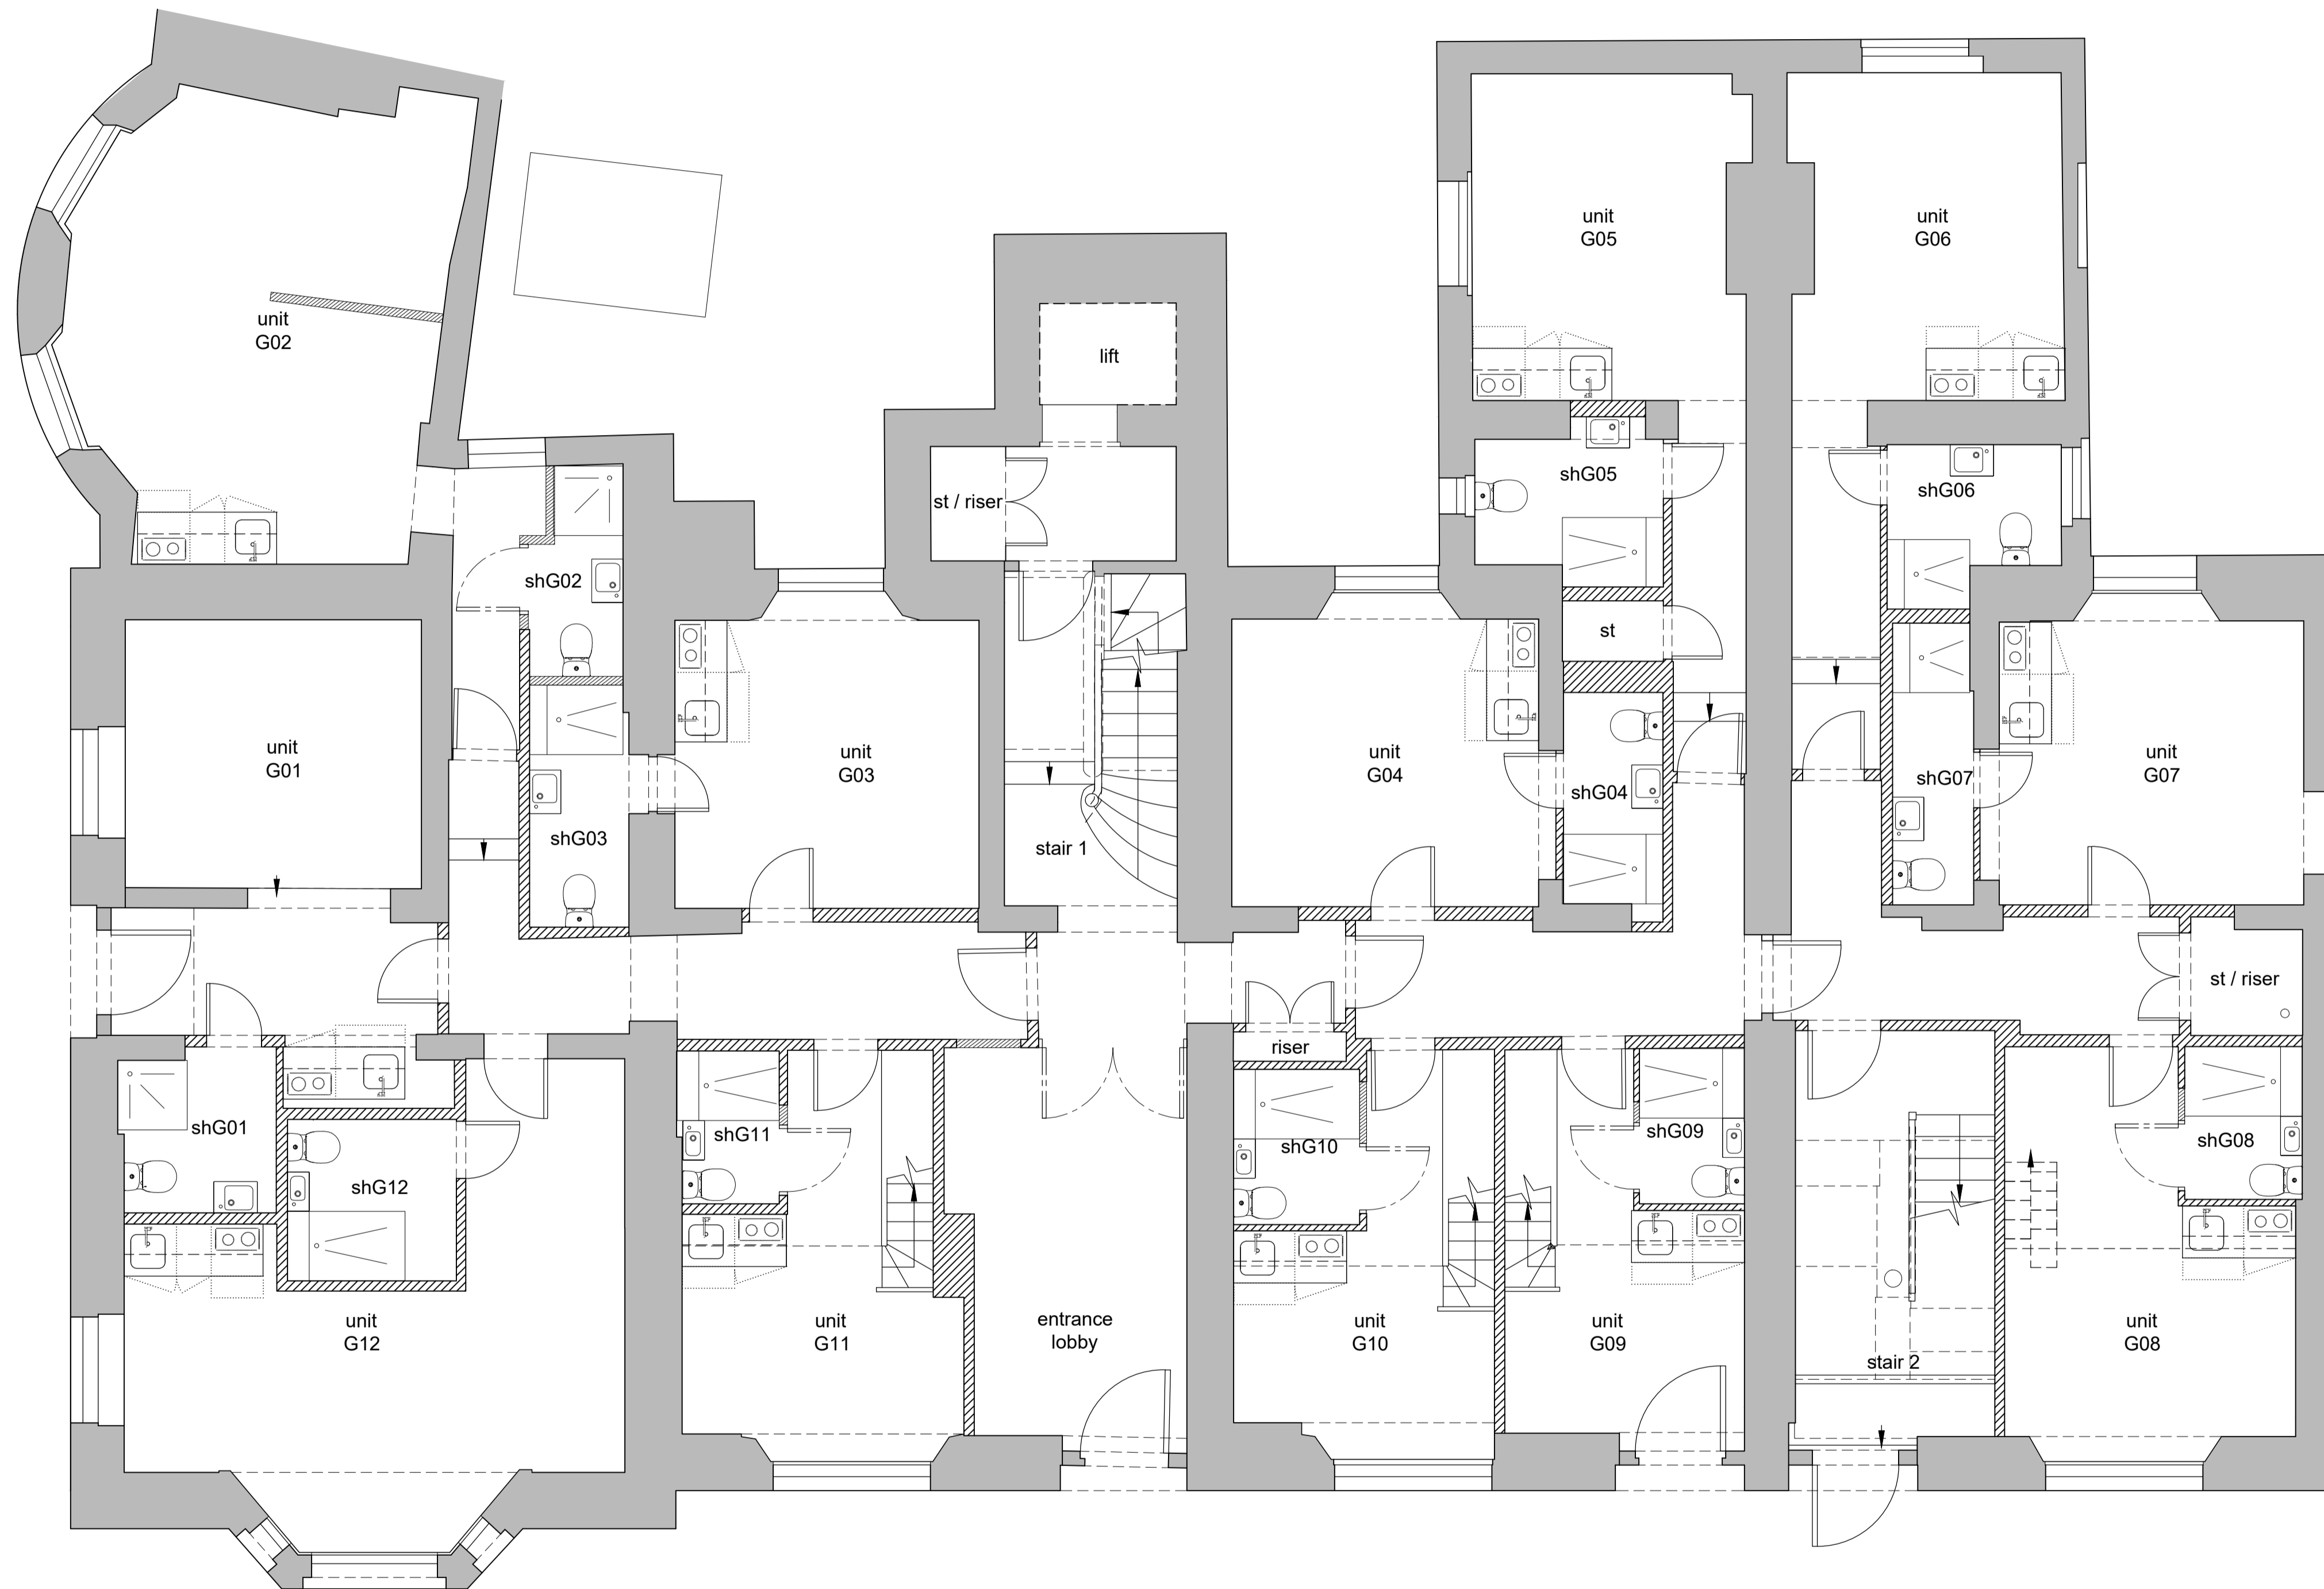 unit
G05
unit
G06
unit
G02
lift
st / riser
shG05
shG06
shG02
st
unit
G01
unit
G03
unit
G04
unit
G07
shG07
shG04
shG03
stair 1
st / riser
riser
shG01
shG11
shG10
shG09
shG08
shG12
unit
G12
unit
G11
entrance
lobby
unit
G10
unit
G09
stair 2
unit
G08